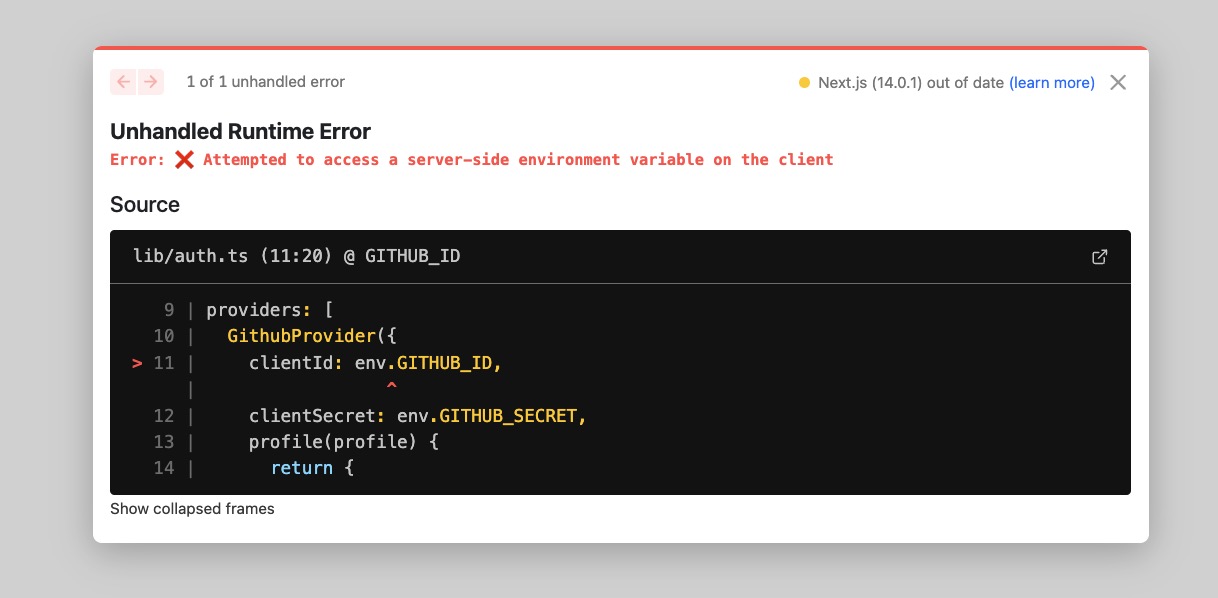 1 of 1 unhandled error
Next.js (14.0.1) out of date (learn more)
Unhandled Runtime Error
Error: ❌ Attempted to access a server-side environment variable on the client
Source
lib/auth.ts (11:20) @ GITHUB_ID
9 | providers: [
10 | GithubProvider({
> 11 | clientId: env.GITHUB_ID,
| ^
12 | clientSecret: env.GITHUB_SECRET,
13 | profile(profile) {
14 | return {
Show collapsed frames